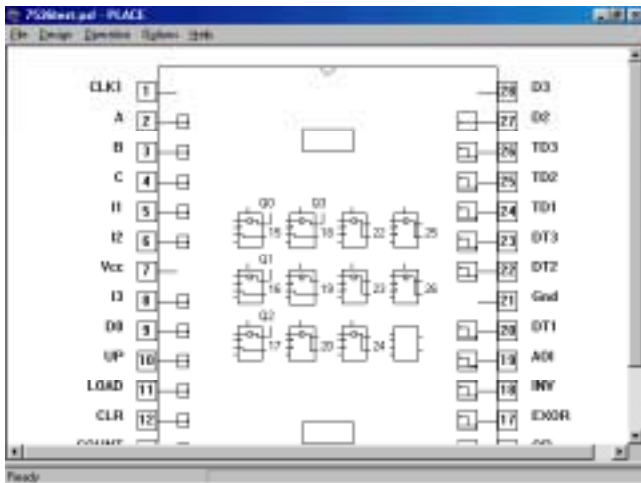 PLACE
File Design Operation Options Help
CLK1 1
A 2
B 3
C 4
I1 5
I2 6
Vcc 7
I3 8
D0 9
UP 10
LOAD 11
CLR 12
COUNT
28 D3
27 D2
26 TD3
25 TD2
24 TD1
23 DT3
22 DT2
21 Gnd
20 DT1
19 AOI
18 INV
17 EXOR
Q0 Q3
15 18 22 25
Q1
16 19 23 26
Q2
17 20 24
Ready